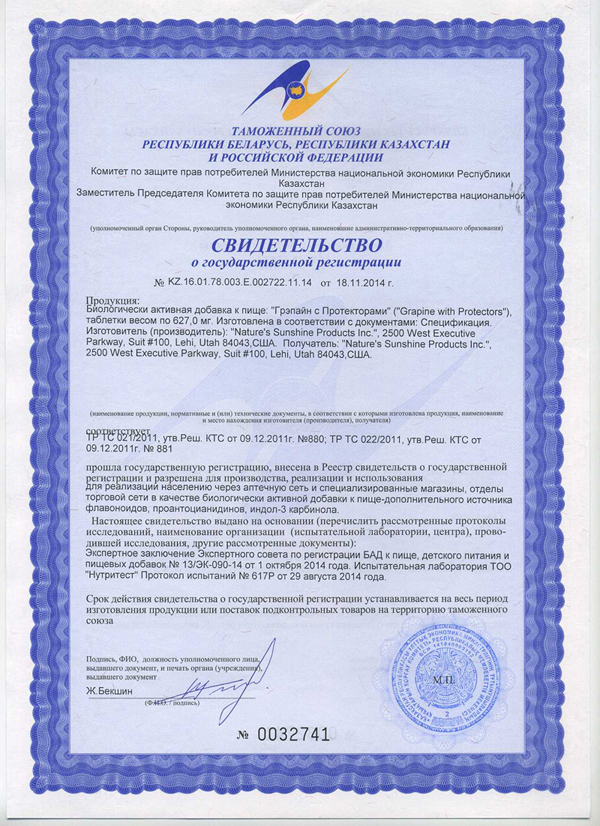 ТАМОЖЕННЫЙ СОЮЗ
РЕСПУБЛИКИ БЕЛАРУСЬ, РЕСПУБЛИКИ КАЗАХСТАН
И РОССИЙСКОЙ ФЕДЕРАЦИИ
Комитет по защите прав потребителей Министерства национальной экономики Республики
Казахстан
Заместитель Председателя Комитета по защите прав потребителей Министерства национальной
экономики Республики Казахстан
(уполномоченный орган Стороны, руководитель уполномоченного органа, наименование административно-территориального образования)
СВИДЕТЕЛЬСТВО
о государственной регистрации
№ KZ.16.01.78.003.E.002722.11.14 от 18.11.2014 г.
Продукция:
Биологически активная добавка к пище: "Грэпайн с Протекторами" ("Grapine with Protectors"),
таблетки весом по 627,0 мг. Изготовлена в соответствии с документами: Спецификация.
Изготовитель (производитель): "Nature's Sunshine Products Inc.", 2500 West Executive
Parkway, Suit #100, Lehi, Utah 84043,США. Получатель: "Nature's Sunshine Products Inc.",
2500 West Executive Parkway, Suit #100, Lehi, Utah 84043,США.
(наименование продукции, нормативные и (или) технические документы, в соответствии с которыми изготовлена продукция, наименование
и место нахождения изготовителя (производителя), получателя)
соответствует
ТР ТС 021/2011, утв.Реш. КТС от 09.12.2011г. №880; ТР ТС 022/2011, утв.Реш. КТС от
09.12.2011г. № 881
прошла государственную регистрацию, внесена в Реестр свидетельств о государственной
регистрации и разрешена для производства, реализации и использования
Для реализации населению через аптечную сеть и специализированные магазины, отделы
торговой сети в качестве биологически активной добавки к пище-дополнительного источника
флавоноидов, проантоцианидинов, индол-3 карбинола.
Настоящее свидетельство выдано на основании (перечислить рассмотренные протоколы
исследований, наименование организации (испытательной лаборатории, центра), прово-
дившей исследования, другие рассмотренные документы):
Экспертное заключение Экспертного совета по регистрации БАД к пище, детского питания и
пищевых добавок № 13/ЭК-090-14 от 1 октября 2014 года. Испытательная лаборатория ТОО
"Нутритест" Протокол испытаний № 617Р от 29 августа 2014 года.
Срок действия свидетельства о государственной регистрации устанавливается на весь период
изготовления продукции или поставок подконтрольных товаров на территорию таможенного
союза
Подпись, ФИО, должность уполномоченного лица,
выдавшего документ, и печать органа (учреждения),
выдавшего документ
Ж.Бекшин
(Ф.И.О. / подпись)
М.П.
2
№ 0032741